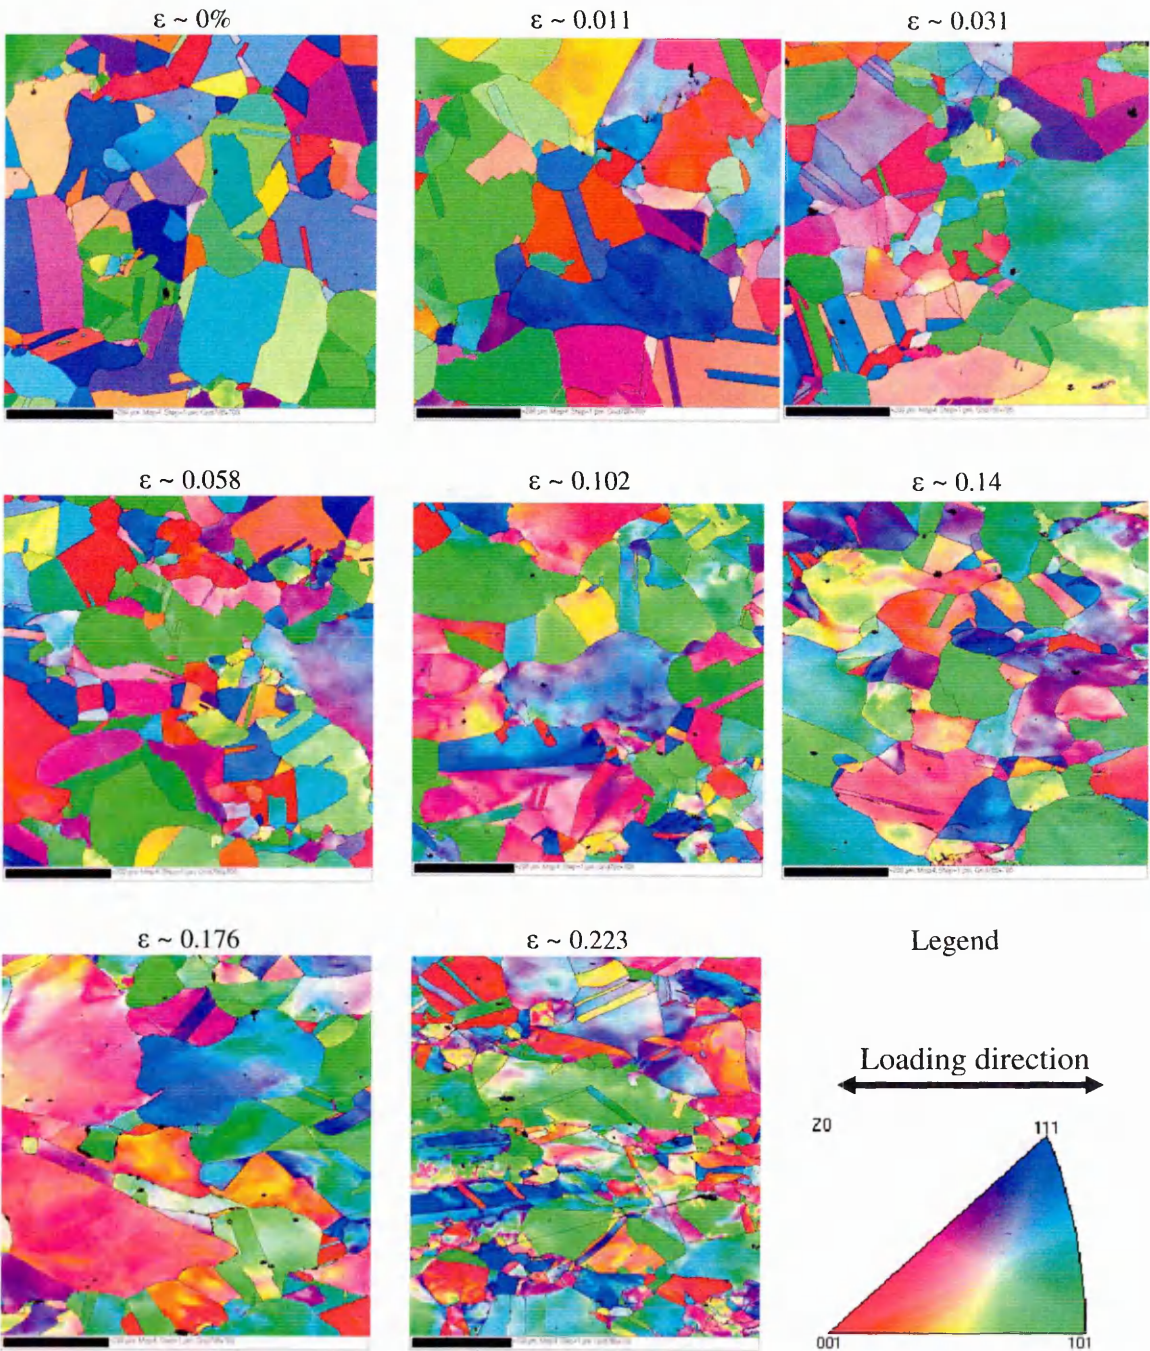 ε ~ 0%
ε ~ 0.011
ε ~ 0.031
ε ~ 0.058
ε ~ 0.102
ε ~ 0.14
ε ~ 0.176
ε ~ 0.223
Legend
Loading direction
Z0
111
001
101